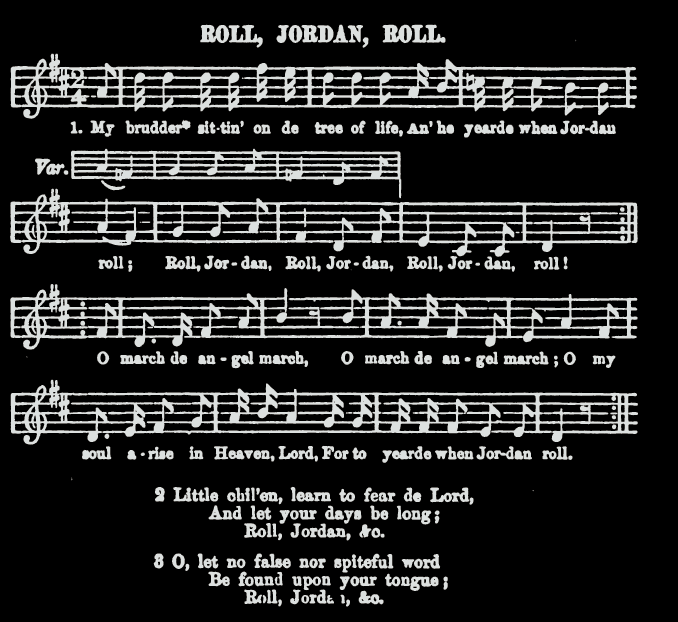 ROLL, JORDAN, ROLL.
2 4
1. My brudder* sit-tin' on de tree of life, An' he yearde when Jor-dan
Var.
roll; Roll, Jor-dan, Roll, Jor-dan, Roll, Jor-dan, roll!
O march de an-gel march, O march de an-gel march; O my
soul a-rise in Heaven, Lord, For to yearde when Jor-dan roll.
2 Little chil'en, learn to fear de Lord,
And let your days be long;
Roll, Jordan, &c.
3 O, let no false nor spiteful word
Be found upon your tongue;
Roll, Jordan, &c.